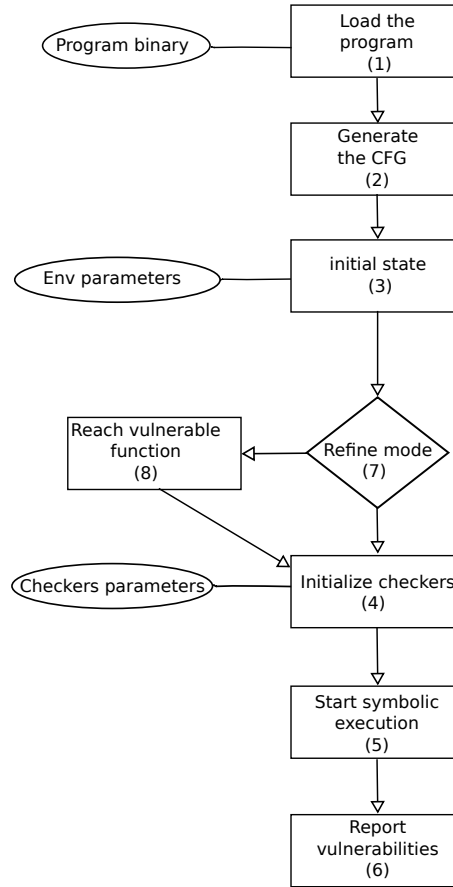 Program binary
Load the
program
(1)
Generate
the CFG
(2)
Env parameters
initial state
(3)
Reach vulnerable
function
(8)
Refine mode
(7)
Checkers parameters
Initialize checkers
(4)
Start symbolic
execution
(5)
Report
vulnerabilities
(6)